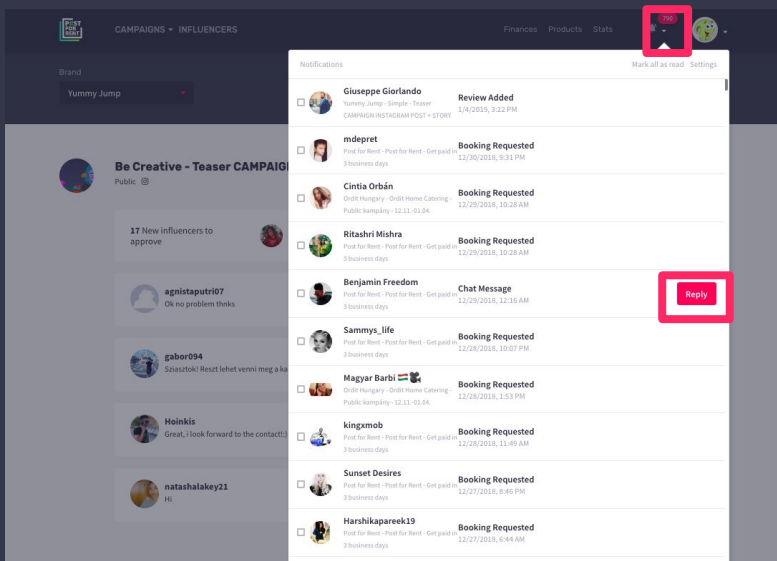 POST
FOR
RENT
CAMPAIGNS
INFLUENCERS
Finances
Products
Stats
790
Brand
Yummy Jump
Be Creative - Teaser CAMPAIG
Public
17 New influencers to
approve
agnistaputri07
Ok no problem thnks
gabor094
Sziasztok! Reszt lehet venni meg a ka
Hoinkis
Great, i look forward to the contact!:)
natashalakey21
Hi
Notifications
Mark all as read
Settings
Giuseppe Giorlando
Yummy Jump - Simple - Teaser
CAMPAIGN INSTAGRAM POST + STORY
Review Added
1/4/2019, 3:22 PM
mdepret
Post for Rent - Post for Rent - Get paid in
3 business days
Booking Requested
12/30/2018, 9:31 PM
Cintia Orbán
Ordit Hungary - Ordit Home Catering -
Public kampány - 12.11.-01.04.
Booking Requested
12/29/2018, 10:28 AM
Ritashri Mishra
Post for Rent - Post for Rent - Get paid in
3 business days
Booking Requested
12/29/2018, 10:28 AM
Benjamin Freedom
Post for Rent - Post for Rent - Get paid in
3 business days
Chat Message
12/29/2018, 12:16 AM
Reply
Sammys_life
Post for Rent - Post for Rent - Get paid in
3 business days
Booking Requested
12/28/2018, 10:07 PM
Magyar Barbi 🇭🇺🎥
Ordit Hungary - Ordit Home Catering -
Public kampány - 12.11.-01.04.
Booking Requested
12/28/2018, 1:53 PM
kingxmob
Post for Rent - Post for Rent - Get paid in
3 business days
Booking Requested
12/28/2018, 11:49 AM
Sunset Desires
Post for Rent - Post for Rent - Get paid in
3 business days
Booking Requested
12/27/2018, 8:46 PM
Harshikapareek19
Post for Rent - Post for Rent - Get paid in
3 business days
Booking Requested
12/27/2018, 6:44 AM